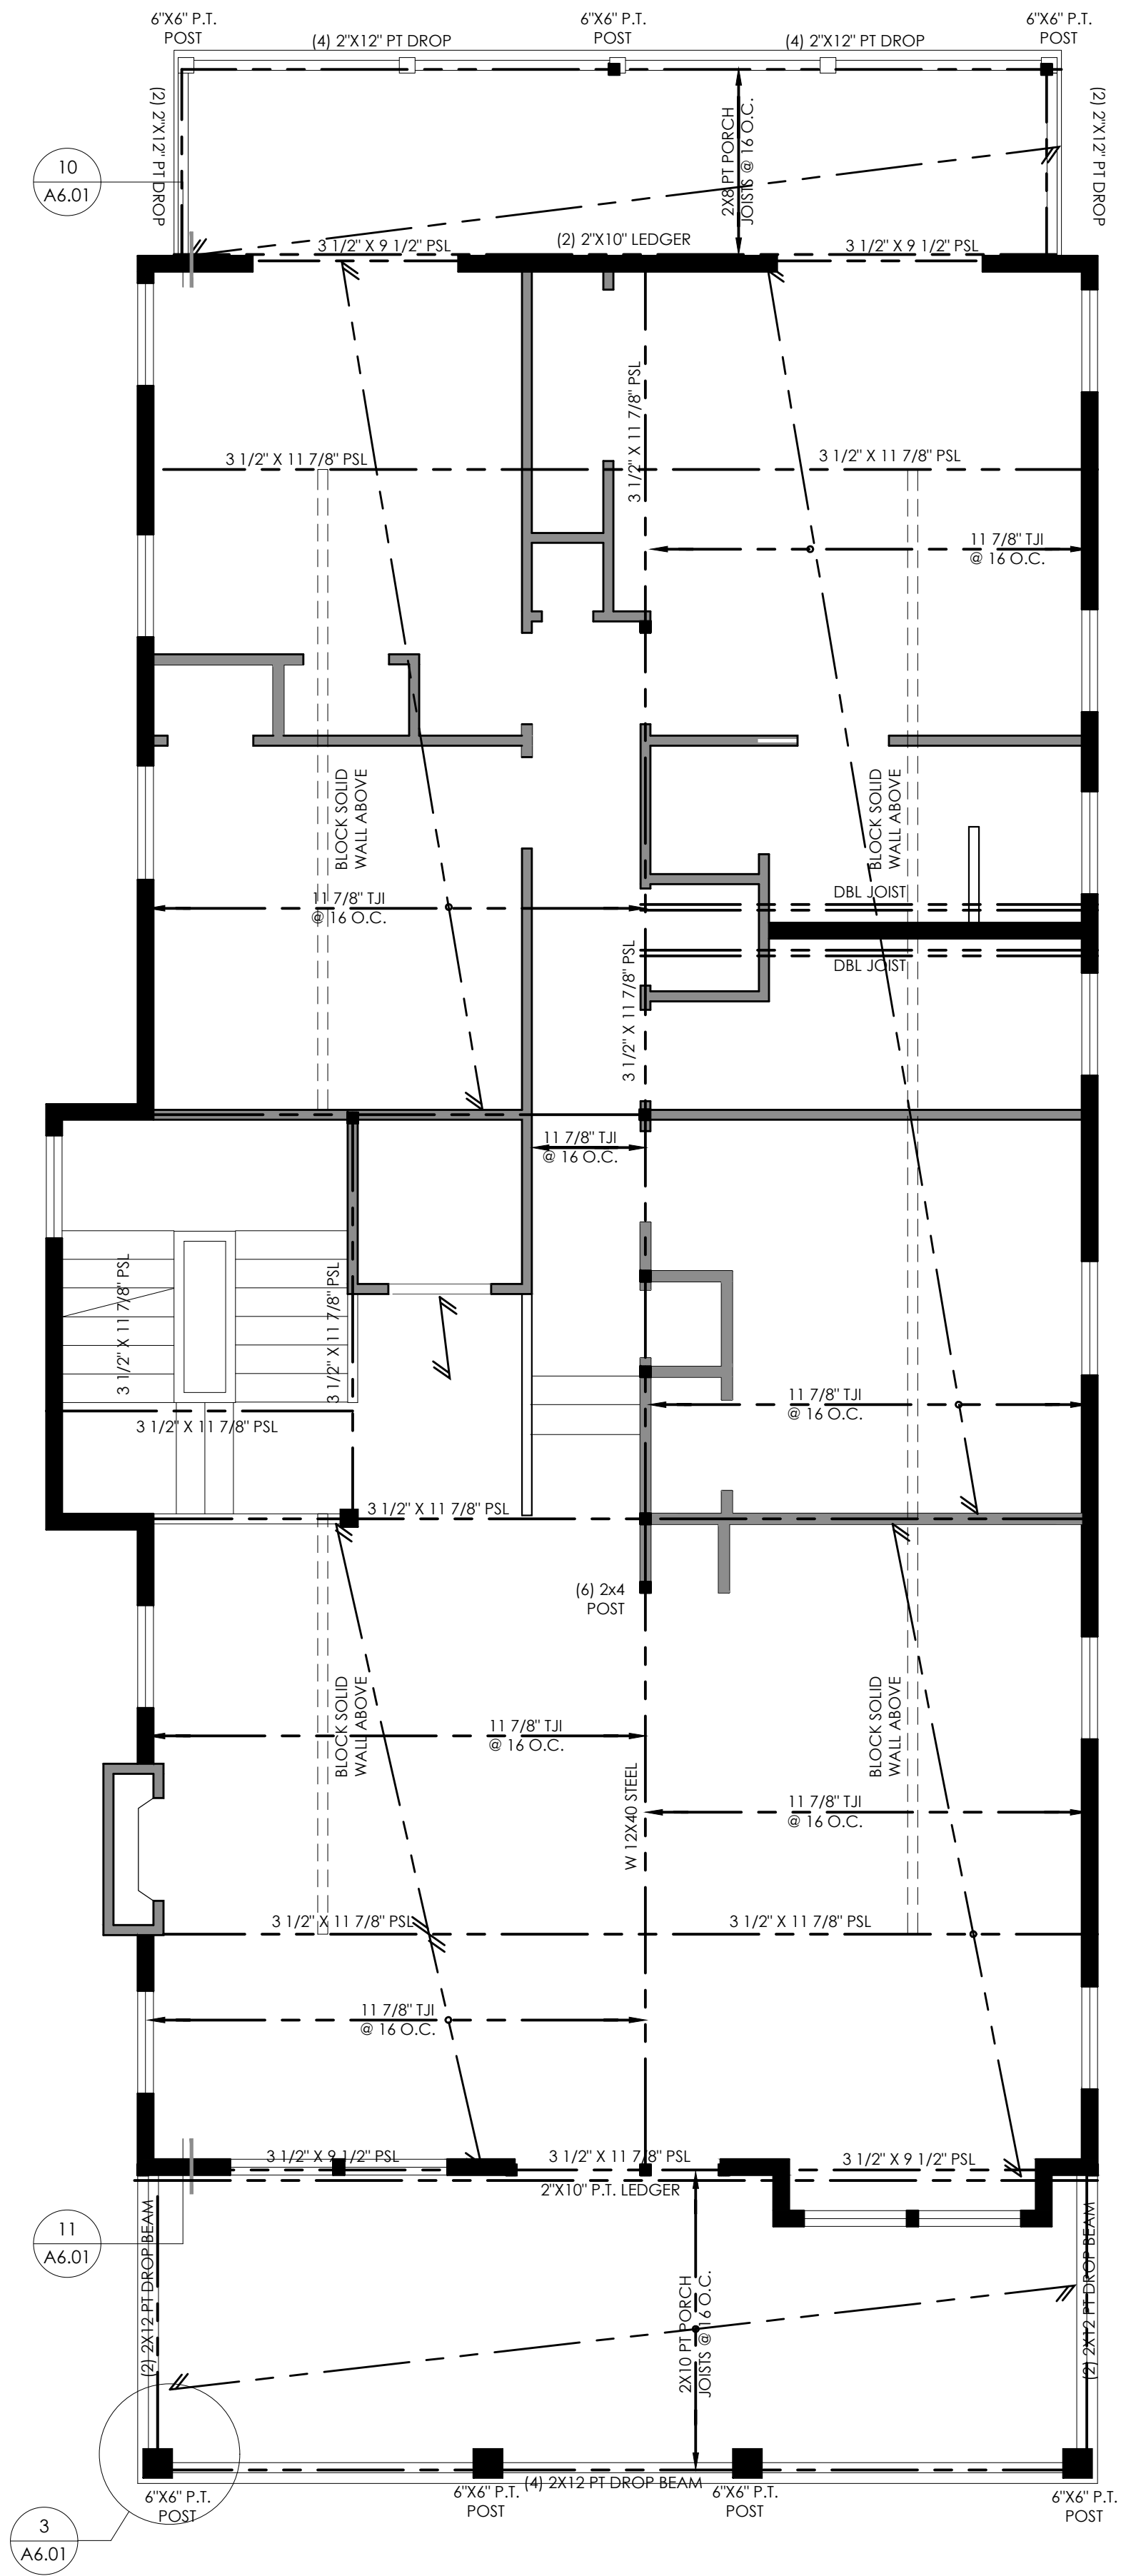 6"X6" P.T.
POST
6"X6" P.T.
POST
6"X6" P.T.
POST
(4) 2"X12" PT DROP
(4) 2"X12" PT DROP
(2) 2"X12" PT DROP
(2) 2"X12" PT DROP
2X8 PT PORCH
JOISTS @ 16 O.C.
10
A6.01
3 1/2" X 9 1/2" PSL
(2) 2"X10" LEDGER
3 1/2" X 9 1/2" PSL
3 1/2" X 11 7/8" PSL
3 1/2" X 11 7/8" PSL
3 1/2" X 11 7/8" PSL
11 7/8" TJI
@ 16 O.C.
BLOCK SOLID
WALL ABOVE
BLOCK SOLID
WALL ABOVE
11 7/8" TJI
@ 16 O.C.
DBL JOIST
DBL JOIST
3 1/2" X 11 7/8" PSL
11 7/8" TJI
@ 16 O.C.
3 1/2" X 11 7/8" PSL
3 1/2" X 11 7/8" PSL
3 1/2" X 11 7/8" PSL
11 7/8" TJI
@ 16 O.C.
3 1/2" X 11 7/8" PSL
(6) 2x4
POST
BLOCK SOLID
WALL ABOVE
BLOCK SOLID
WALL ABOVE
11 7/8" TJI
@ 16 O.C.
W 12X40 STEEL
11 7/8" TJI
@ 16 O.C.
3 1/2" X 11 7/8" PSL
3 1/2" X 11 7/8" PSL
11 7/8" TJI
@ 16 O.C.
3 1/2" X 9 1/2" PSL
3 1/2" X 11 7/8" PSL
3 1/2" X 9 1/2" PSL
2"X10" P.T. LEDGER
11
A6.01
(2) 2X12 PT DROP BEAM
(2) 2X12 PT DROP BEAM
2X10 PT PORCH
JOISTS @ 16 O.C.
(4) 2X12 PT DROP BEAM
6"X6" P.T.
POST
6"X6" P.T.
POST
6"X6" P.T.
POST
6"X6" P.T.
POST
3
A6.01